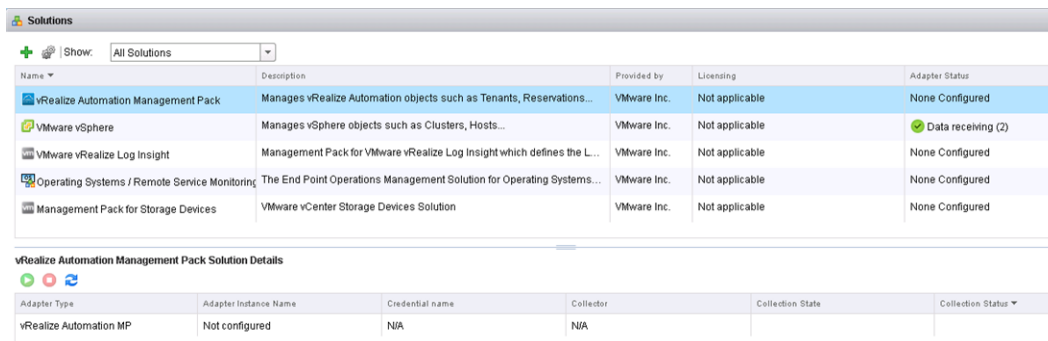 Solutions
Show: All Solutions
Name Description Provided by Licensing Adapter Status
vRealize Automation Management Pack Manages vRealize Automation objects such as Tenants, Reservations... VMware Inc. Not applicable None Configured
VMware vSphere Manages vSphere objects such as Clusters, Hosts... VMware Inc. Not applicable Data receiving (2)
vm VMware vRealize Log Insight Management Pack for VMware vRealize Log Insight which defines the L... VMware Inc. Not applicable None Configured
OS Operating Systems / Remote Service Monitoring The End Point Operations Management Solution for Operating Systems... VMware Inc. Not applicable None Configured
vm Management Pack for Storage Devices VMware vCenter Storage Devices Solution VMware Inc. Not applicable None Configured
vRealize Automation Management Pack Solution Details
Adapter Type Adapter Instance Name Credential name Collector Collection State Collection Status
vRealize Automation MP Not configured N/A N/A